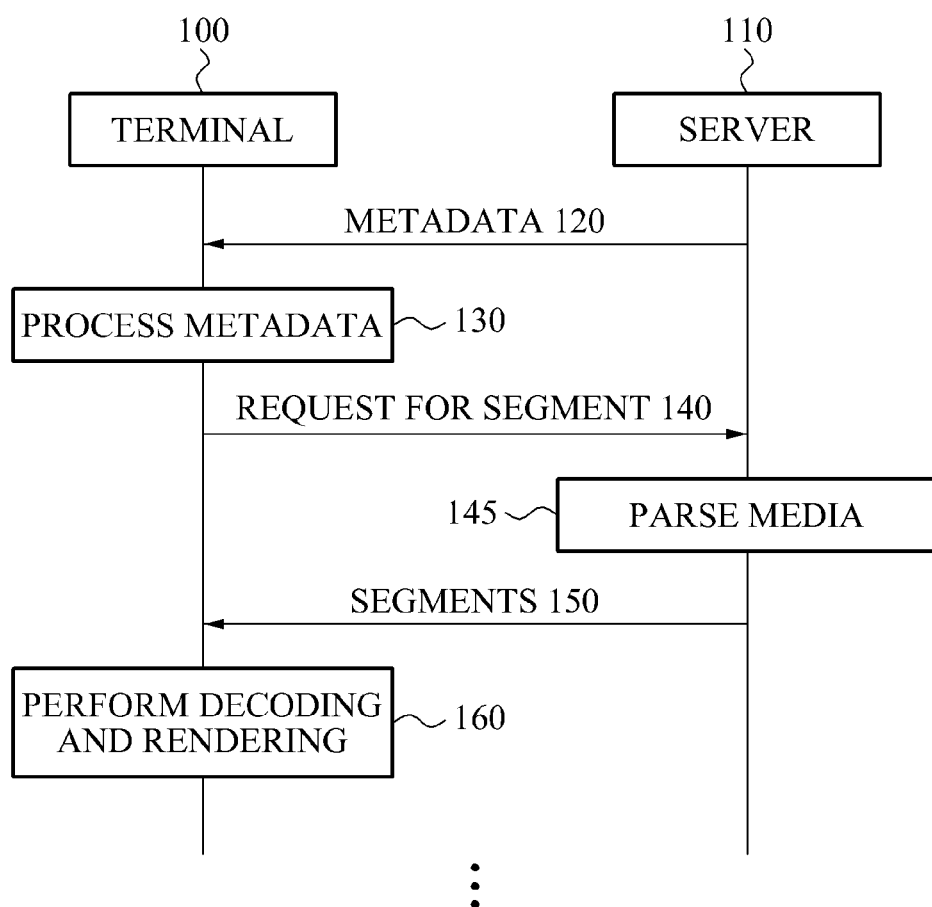 100
110
TERMINAL
SERVER
METADATA 120
PROCESS METADATA
130
REQUEST FOR SEGMENT 140
145
PARSE MEDIA
SEGMENTS 150
PERFORM DECODING
AND RENDERING
160